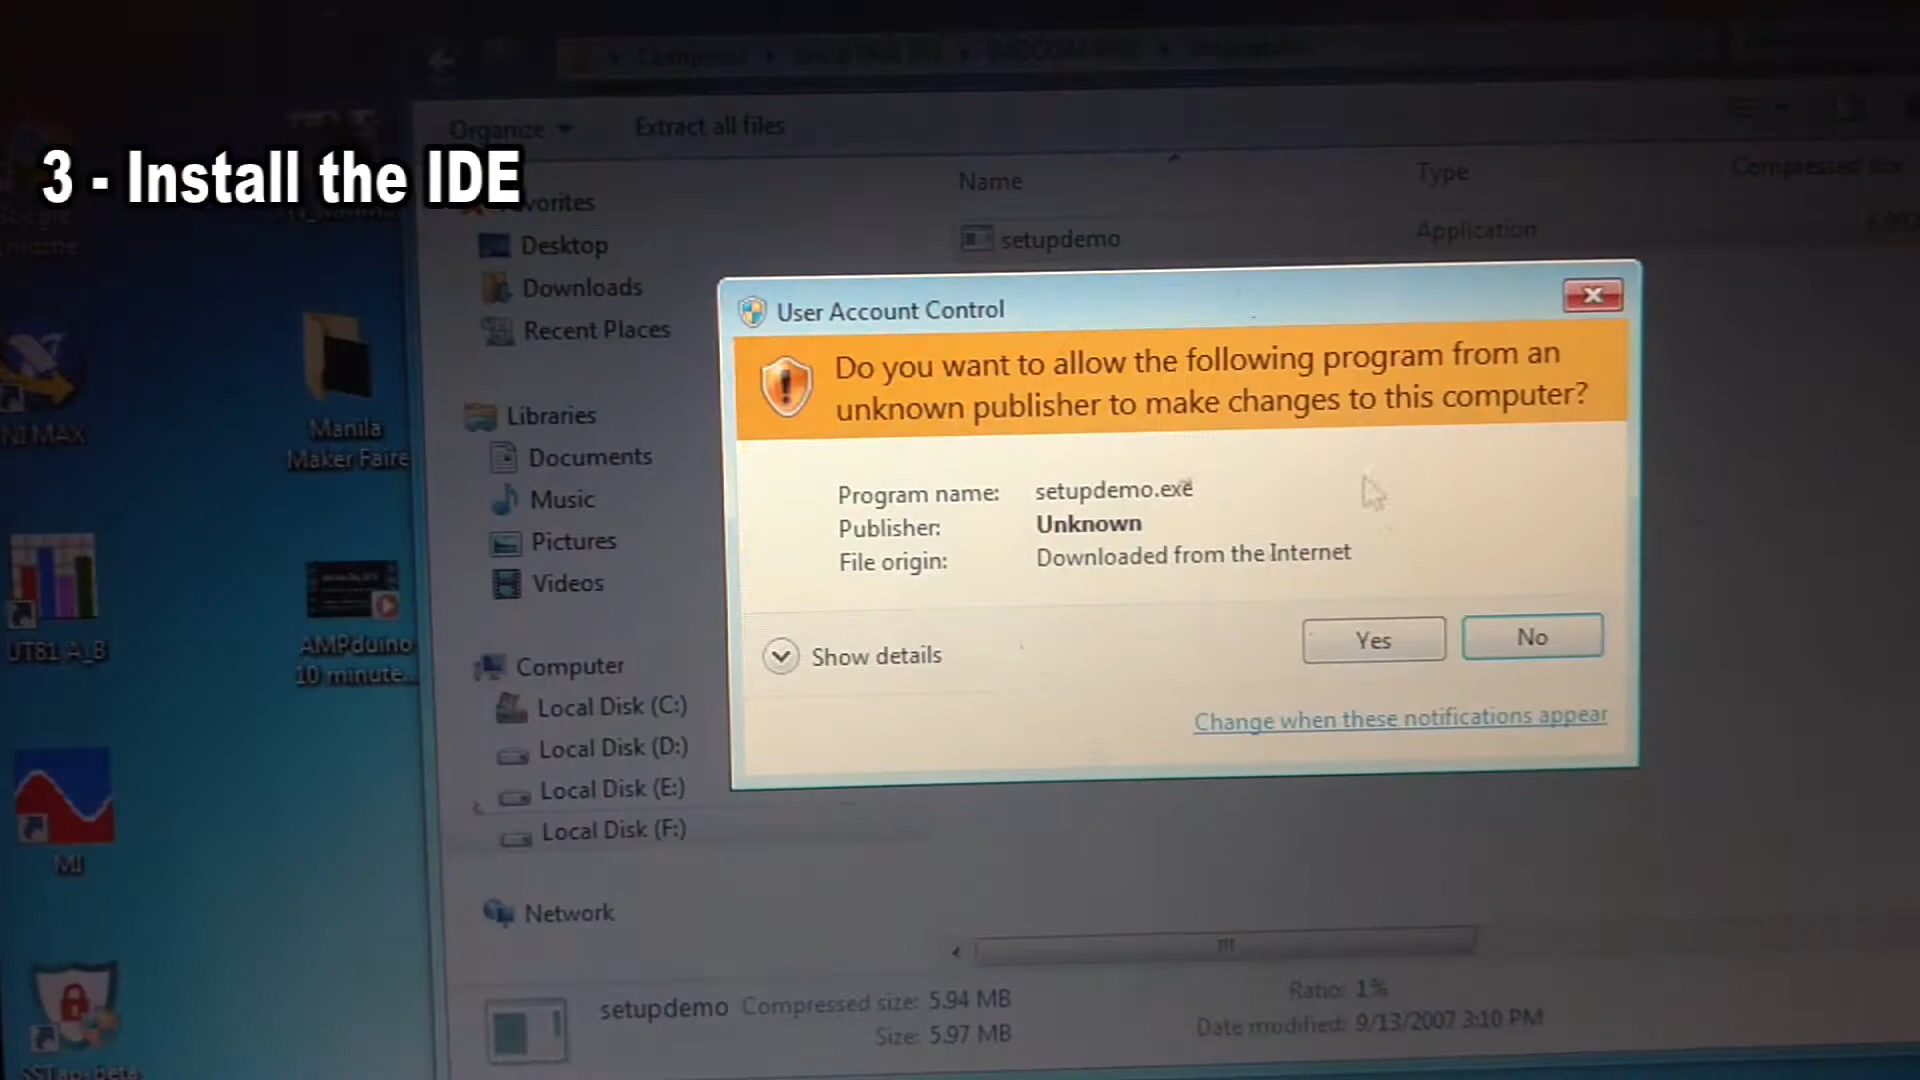 3 - Install the IDE
Organize
Extract all files
Name
Type
Compressed size
setupdemo
Application
Favorites
Desktop
Downloads
Recent Places
Libraries
Documents
Music
Pictures
Videos
Computer
Local Disk (C:)
Local Disk (D:)
Local Disk (E:)
Local Disk (F:)
Network
User Account Control
Do you want to allow the following program from an
unknown publisher to make changes to this computer?
Program name: setupdemo.exe
Publisher: Unknown
File origin: Downloaded from the Internet
Show details
Yes
No
Change when these notifications appear
Manila
Maker Faire
NI MAX
UT81 A_B
AMPduino
10 minute...
MI
setupdemo Compressed size: 5.94 MB
Size: 5.97 MB
Ratio: 1%
Date modified: 9/13/2007 3:10 PM